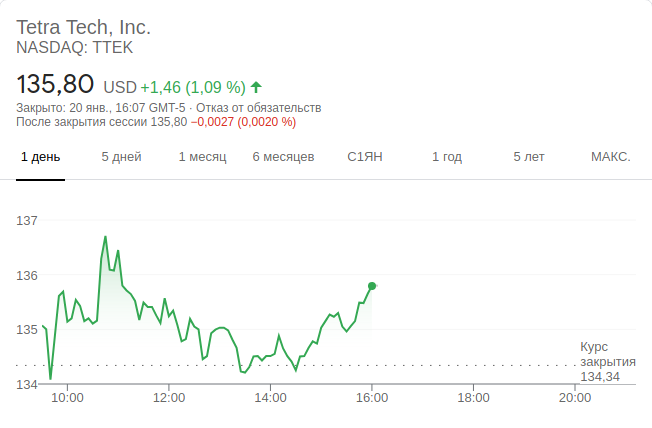 Tetra Tech, Inc.
NASDAQ: TTEK
135,80 USD +1,46 (1,09 %)
Закрыто: 20 янв., 16:07 GMT-5 · Отказ от обязательств
После закрытия сессии 135,80 −0,0027 (0,0020 %)
1 день 5 дней 1 месяц 6 месяцев С1ЯН 1 год 5 лет МАКС.
137
136
135
134
Курс
закрытия
134,34
10:00 12:00 14:00 16:00 18:00 20:00